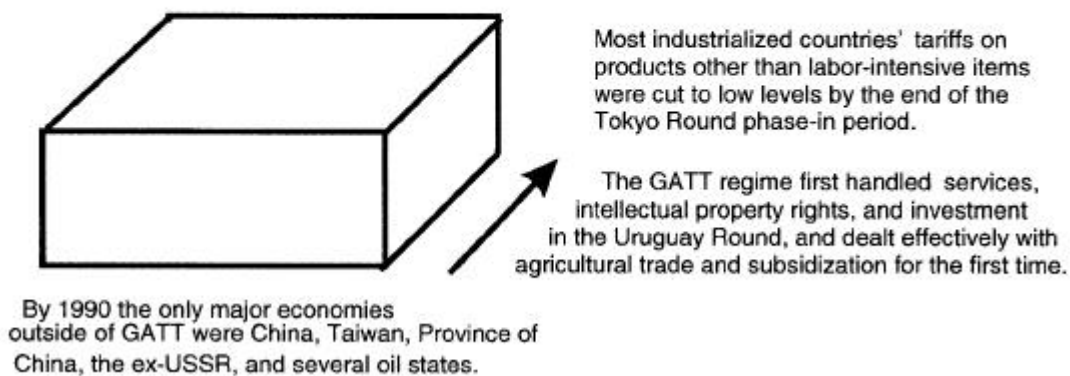 Most industrialized countries' tariffs on
products other than labor-intensive items
were cut to low levels by the end of the
Tokyo Round phase-in period.
The GATT regime first handled services,
intellectual property rights, and investment
in the Uruguay Round, and dealt effectively with
agricultural trade and subsidization for the first time.
By 1990 the only major economies
outside of GATT were China, Taiwan, Province of
China, the ex-USSR, and several oil states.